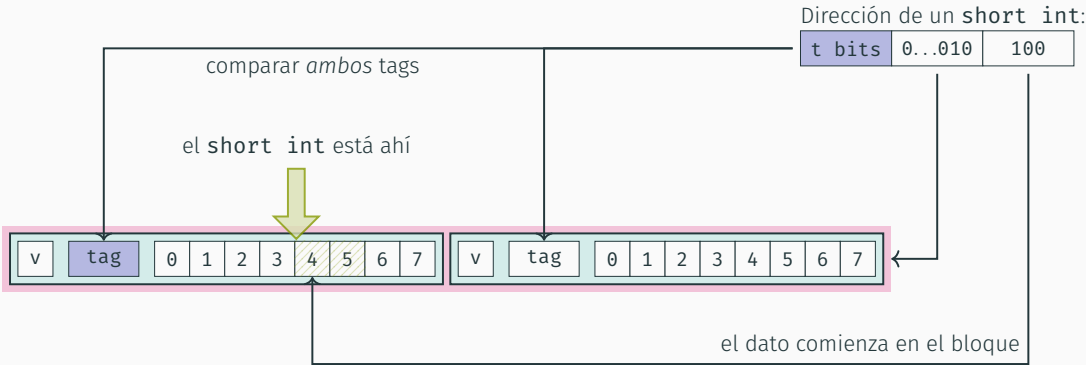 Dirección de un short int:
t bits 0...010 100
comparar ambos tags
el short int está ahí
v tag 0 1 2 3 4 5 6 7 v tag 0 1 2 3 4 5 6 7
el dato comienza en el bloque